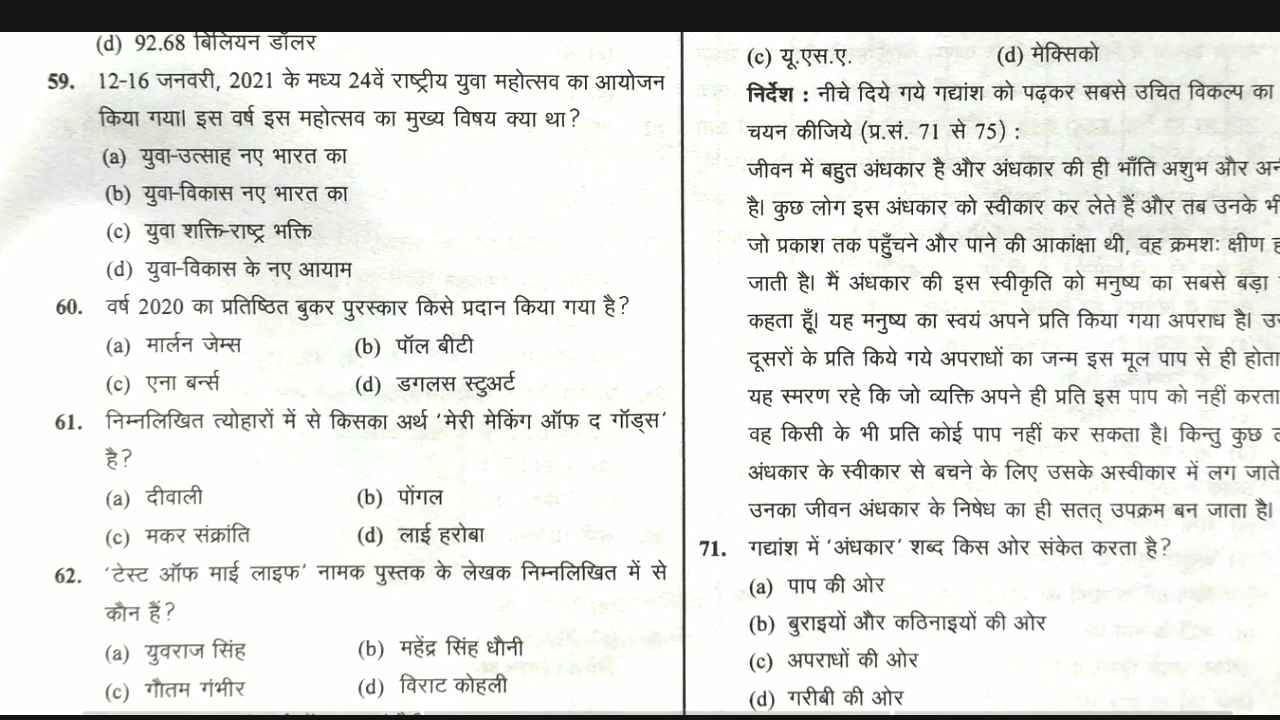 (d) 92.68 बिलियन डॉलर
59. 12-16 जनवरी, 2021 के मध्य 24वें राष्ट्रीय युवा महोत्सव का आयोजन
किया गया। इस वर्ष इस महोत्सव का मुख्य विषय क्या था?
(a) युवा-उत्साह नए भारत का
(b) युवा-विकास नए भारत का
(c) युवा शक्ति-राष्ट्र भक्ति
(d) युवा-विकास के नए आयाम
60. वर्ष 2020 का प्रतिष्ठित बुकर पुरस्कार किसे प्रदान किया गया है?
(a) मार्लन जेम्स (b) पॉल बीटी
(c) एना बर्न्स (d) डगलस स्टुअर्ट
61. निम्नलिखित त्योहारों में से किसका अर्थ 'मेरी मेकिंग ऑफ द गॉड्स'
है?
(a) दीवाली (b) पोंगल
(c) मकर संक्रांति (d) लाई हरोबा
62. 'टेस्ट ऑफ माई लाइफ' नामक पुस्तक के लेखक निम्नलिखित में से
कौन हैं?
(a) युवराज सिंह (b) महेंद्र सिंह धौनी
(c) गौतम गंभीर (d) विराट कोहली
(c) यू.एस.ए. (d) मेक्सिको
निर्देश : नीचे दिये गये गद्यांश को पढ़कर सबसे उचित विकल्प का
चयन कीजिये (प्र.सं. 71 से 75) :
जीवन में बहुत अंधकार है और अंधकार की ही भाँति अशुभ और
है। कुछ लोग इस अंधकार को स्वीकार कर लेते हैं और तब उनके
जो प्रकाश तक पहुँचने और पाने की आकांक्षा थी, वह क्रमशः क्षीण
जाती है। मैं अंधकार की इस स्वीकृति को मनुष्य का सबसे बड़ा
कहता हूँ। यह मनुष्य का स्वयं अपने प्रति किया गया अपराध है।
दूसरों के प्रति किये गये अपराधों का जन्म इस मूल पाप से ही होता
यह स्मरण रहे कि जो व्यक्ति अपने ही प्रति इस पाप को नहीं करता
वह किसी के भी प्रति कोई पाप नहीं कर सकता है। किन्तु कुछ
अंधकार के स्वीकार से बचने के लिए उसके अस्वीकार में लग जाते
उनका जीवन अंधकार के निषेध का ही सतत् उपक्रम बन जाता है।
71. गद्यांश में 'अंधकार' शब्द किस ओर संकेत करता है?
(a) पाप की ओर
(b) बुराइयों और कठिनाइयों की ओर
(c) अपराधों की ओर
(d) गरीबी की ओर